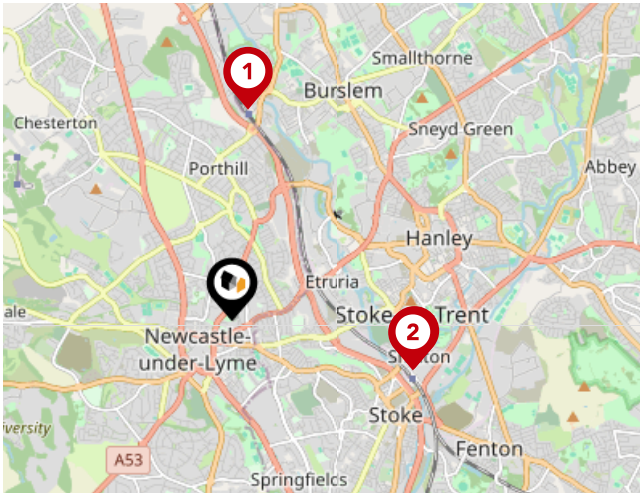 1
Smallthorne
Burslem
Chesterton
Sneyd Green
Porthill
Abbey
Hanley
Etruria
ale
Stoke Trent
2
Newcastle-
under-Lyme
Stoke
iversity
A53
Fenton
Springfields